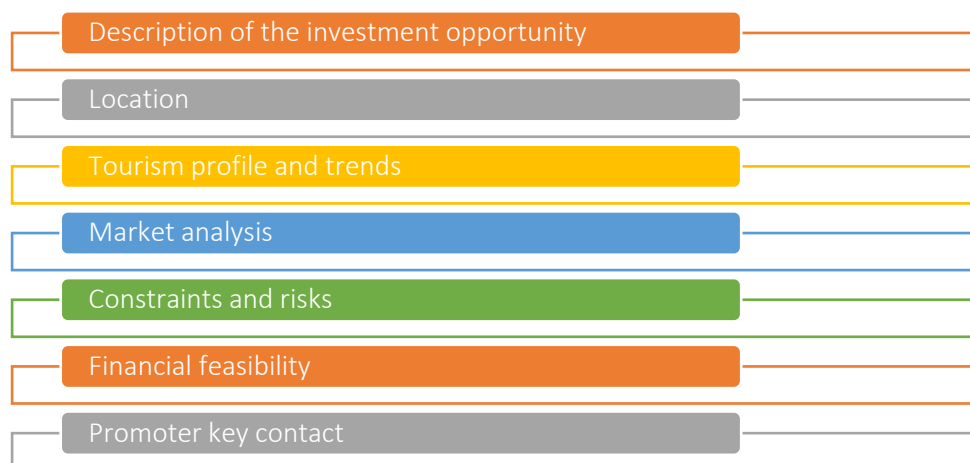 Description of the investment opportunity
Location
Tourism profile and trends
Market analysis
Constraints and risks
Financial feasibility
Promoter key contact